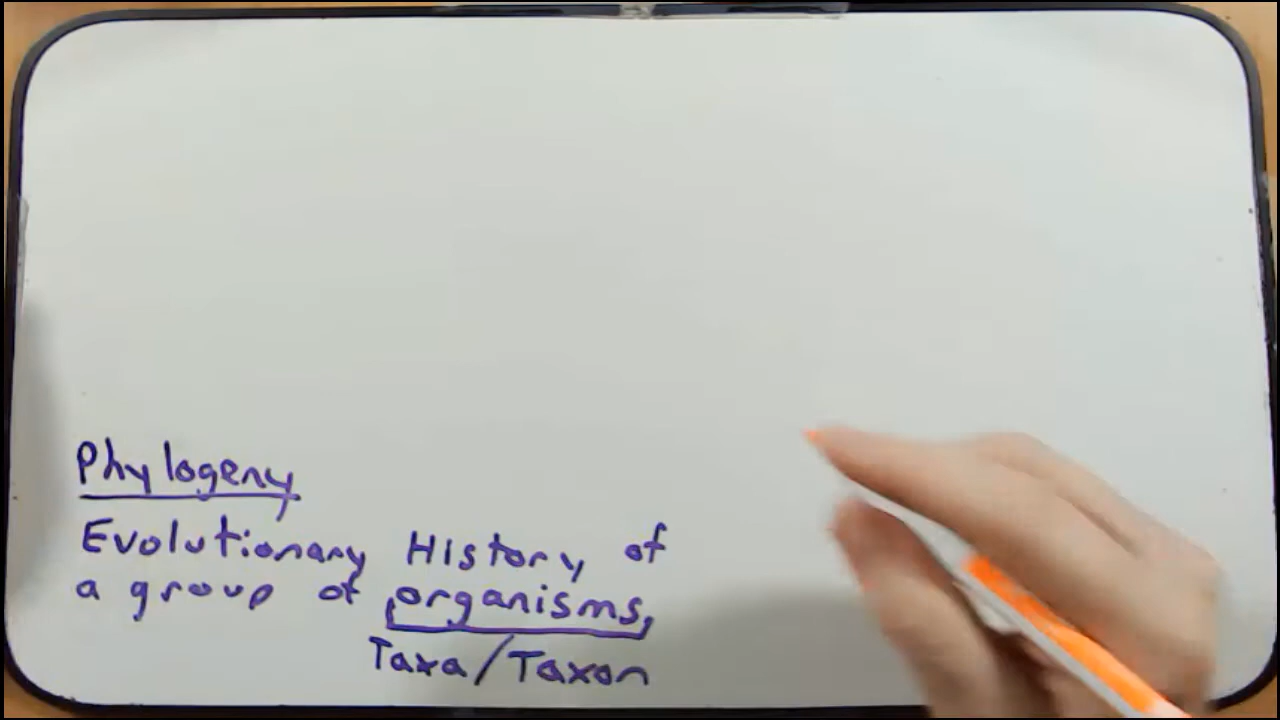 Phylogeny
Evolutionary History of
a group of organisms
Taxa/Taxon